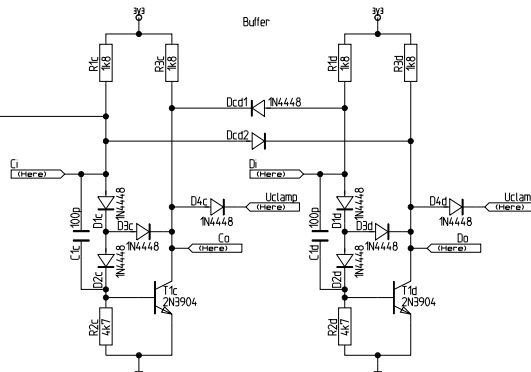 3v3
Buffer
3v3
R1c
1k8
R3c
1k8
R1d
1k8
R3d
1k8
Dcd1
1N4448
Dcd2
Ci
(Here)
Di
(Here)
D1c
1N4448
D4c
1N4448
Uclamp
(Here)
D1d
1N4448
D4d
1N4448
Uclam
(Here)
100p
C1c
D3c
1N4448
Co
(Here)
100p
C1d
D3d
1N4448
Do
(Here)
D2c
1N4448
D2d
1N4448
T1c
2N3904
T1d
2N3904
R2c
4k7
R2d
4k7